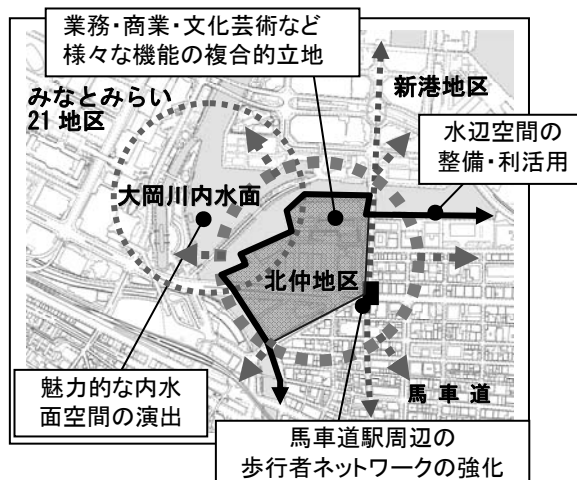 業務・商業・文化芸術など
様々な機能の複合的立地
みなとみらい
21地区
新港地区
水辺空間の
整備・利活用
大岡川内水面
北仲地区
魅力的な内水
面空間の演出
馬車道
馬車道駅周辺の
歩行者ネットワークの強化